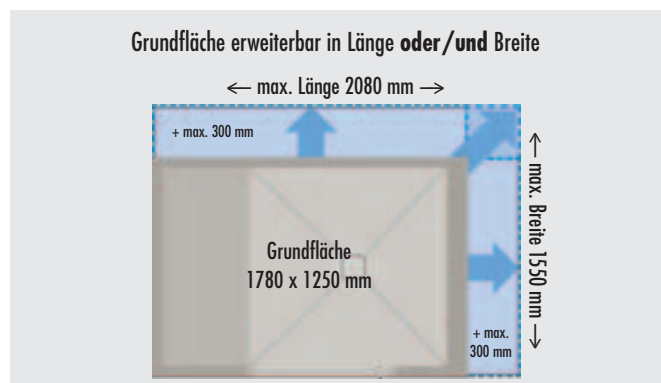 Grundfläche erweiterbar in Länge oder/und Breite
← max. Länge 2080 mm →
+ max. 300 mm
← max. Breite 1550 mm →
Grundfläche
1780 x 1250 mm
+ max.
300 mm